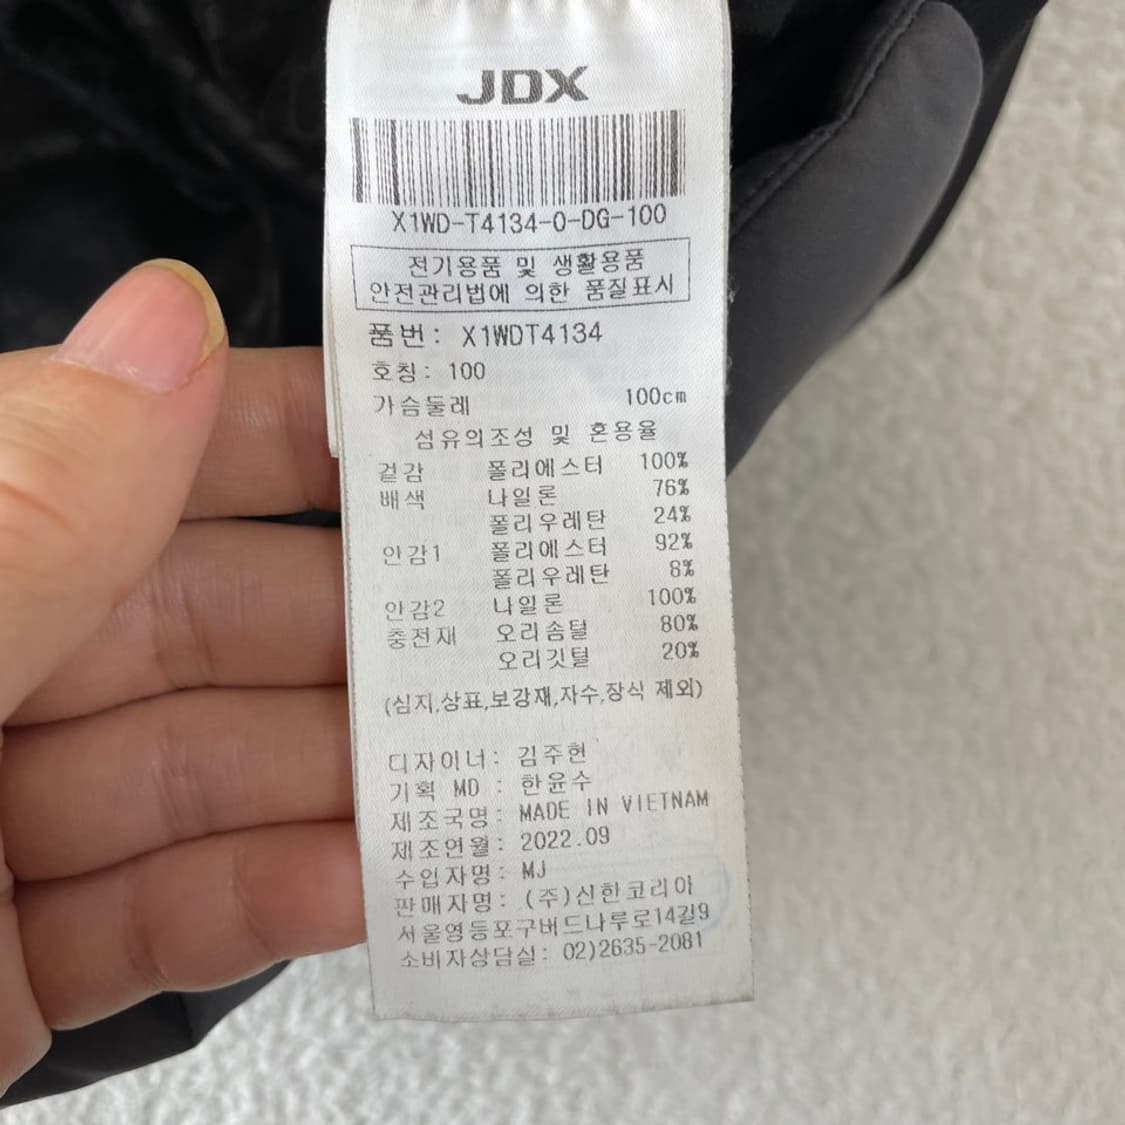 JDX
X1WD-T4134-0-DG-100
전기용품 및 생활용품
안전관리법에 의한 품질표시
품번: X1WDT4134
호칭: 100
가슴둘레 100cm
섬유의조성 및 혼용율
겉감 폴리에스터 100%
배색 나일론 76%
폴리우레탄 24%
안감1 폴리에스터 92%
폴리우레탄 8%
안감2 나일론 100%
충전재 오리솜털 80%
오리깃털 20%
(심지,상표,보강재,자수,장식 제외)
디자이너: 김주현
기획 MD : 한윤수
제조국명: MADE IN VIETNAM
제조연월: 2022.09
수입자명: MJ
판매자명: (주)신한코리아
서울영등포구버드나루로14길9
소비자상담실: 02)2635-2081